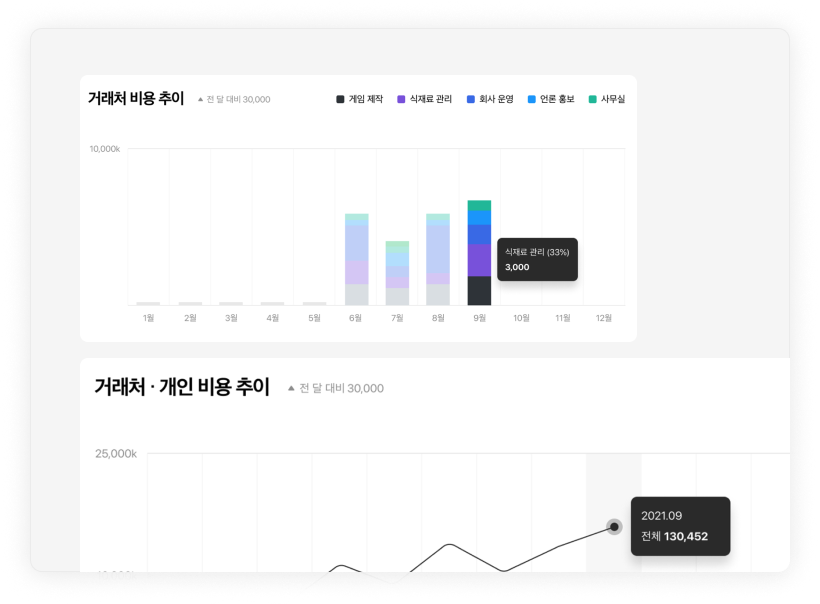 거래처 비용 추이 ▲ 전 달 대비 30,000 게임 제작 식재료 관리 회사 운영 언론 홍보 사무실
10,000k
식재료 관리 (33%)
3,000
1월 2월 3월 4월 5월 6월 7월 8월 9월 10월 11월 12월
거래처 · 개인 비용 추이 ▲ 전 달 대비 30,000
25,000k
2021.09
전체 130,452